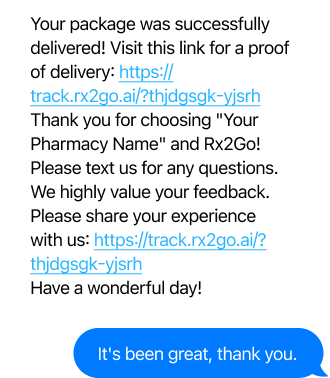 Your package was successfully
delivered! Visit this link for a proof
of delivery: https://
track.rx2go.ai/?thjdgsgk-yjsrh
Thank you for choosing "Your
Pharmacy Name" and Rx2Go!
Please text us for any questions.
We highly value your feedback.
Please share your experience
with us: https://track.rx2go.ai/?
thjdgsgk-yjsrh
Have a wonderful day!
It's been great, thank you.